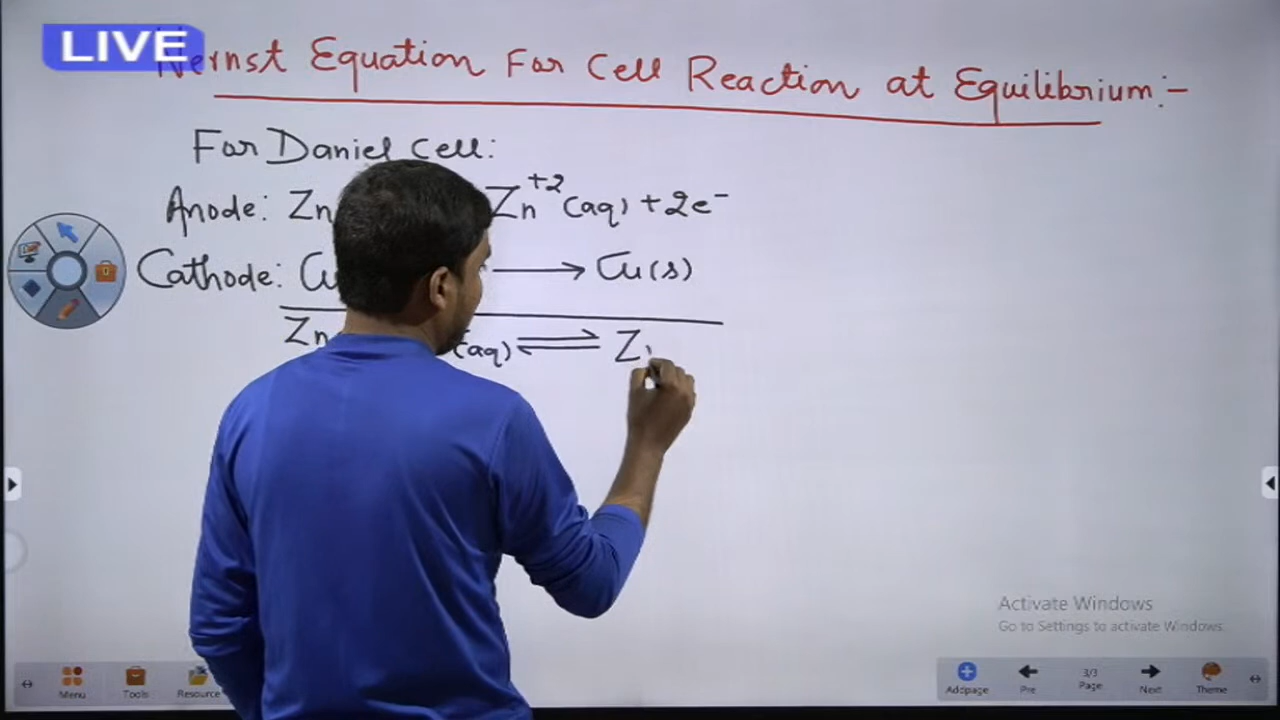 LIVE
Nernst Equation For Cell Reaction at Equilibrium:-
For Daniel Cell:
Anode: Zn Zn+2 (aq) + 2e-
Cathode: Cu ⟶ Cu(s)
Zn (aq) ⇌ Zn
Activate Windows
Go to Settings to activate Windows.
Menu Tools Resource Addpage Pre 3/3 Page Next Theme